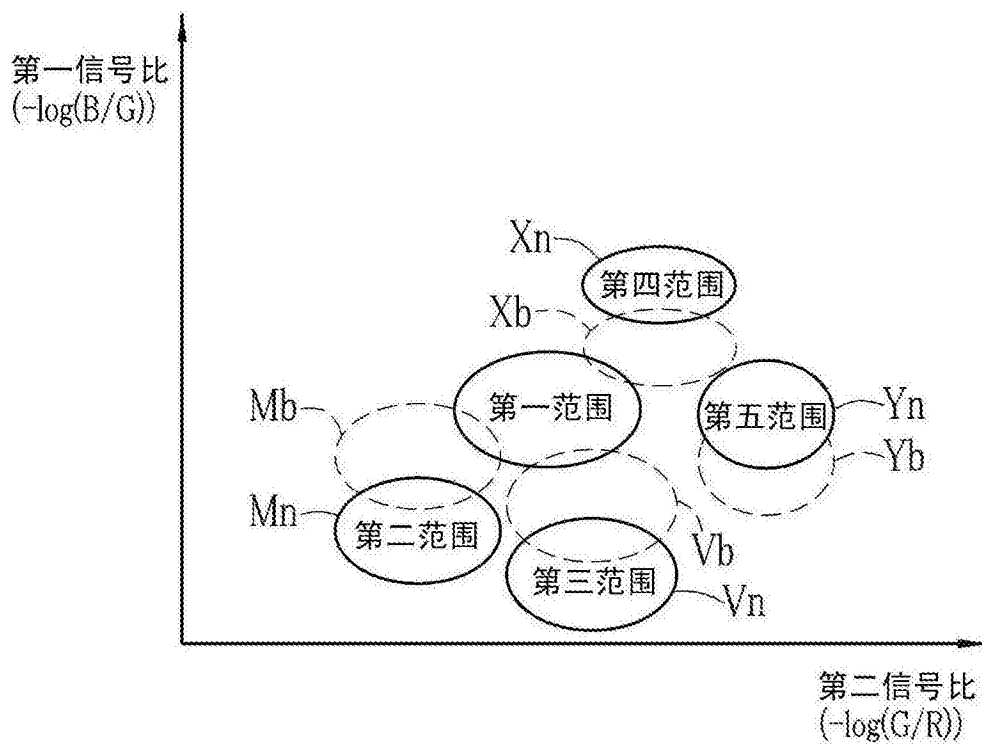 第一信号比
(-log(B/G))
Xn
第四范围
Xb
Mb
第一范围
第五范围
Yn
Yb
Mn
第二范围
Vb
第三范围
Vn
第二信号比
(-log(G/R))